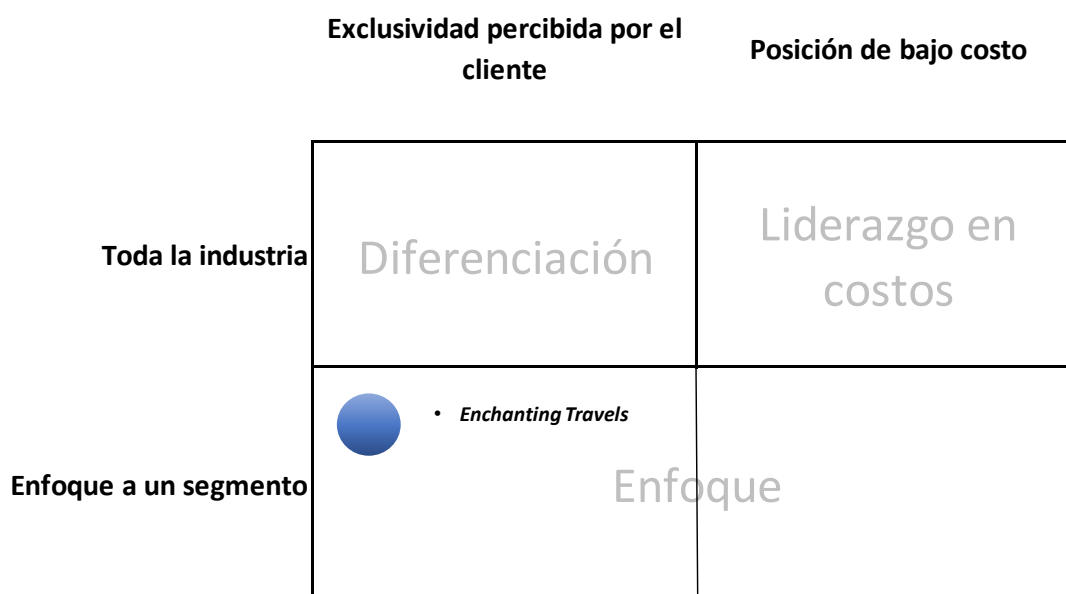 Exclusividad percibida por el
cliente
Posición de bajo costo
Toda la industria
Diferenciación
Liderazgo en
costos
• Enchanting Travels
Enfoque a un segmento
Enfoque